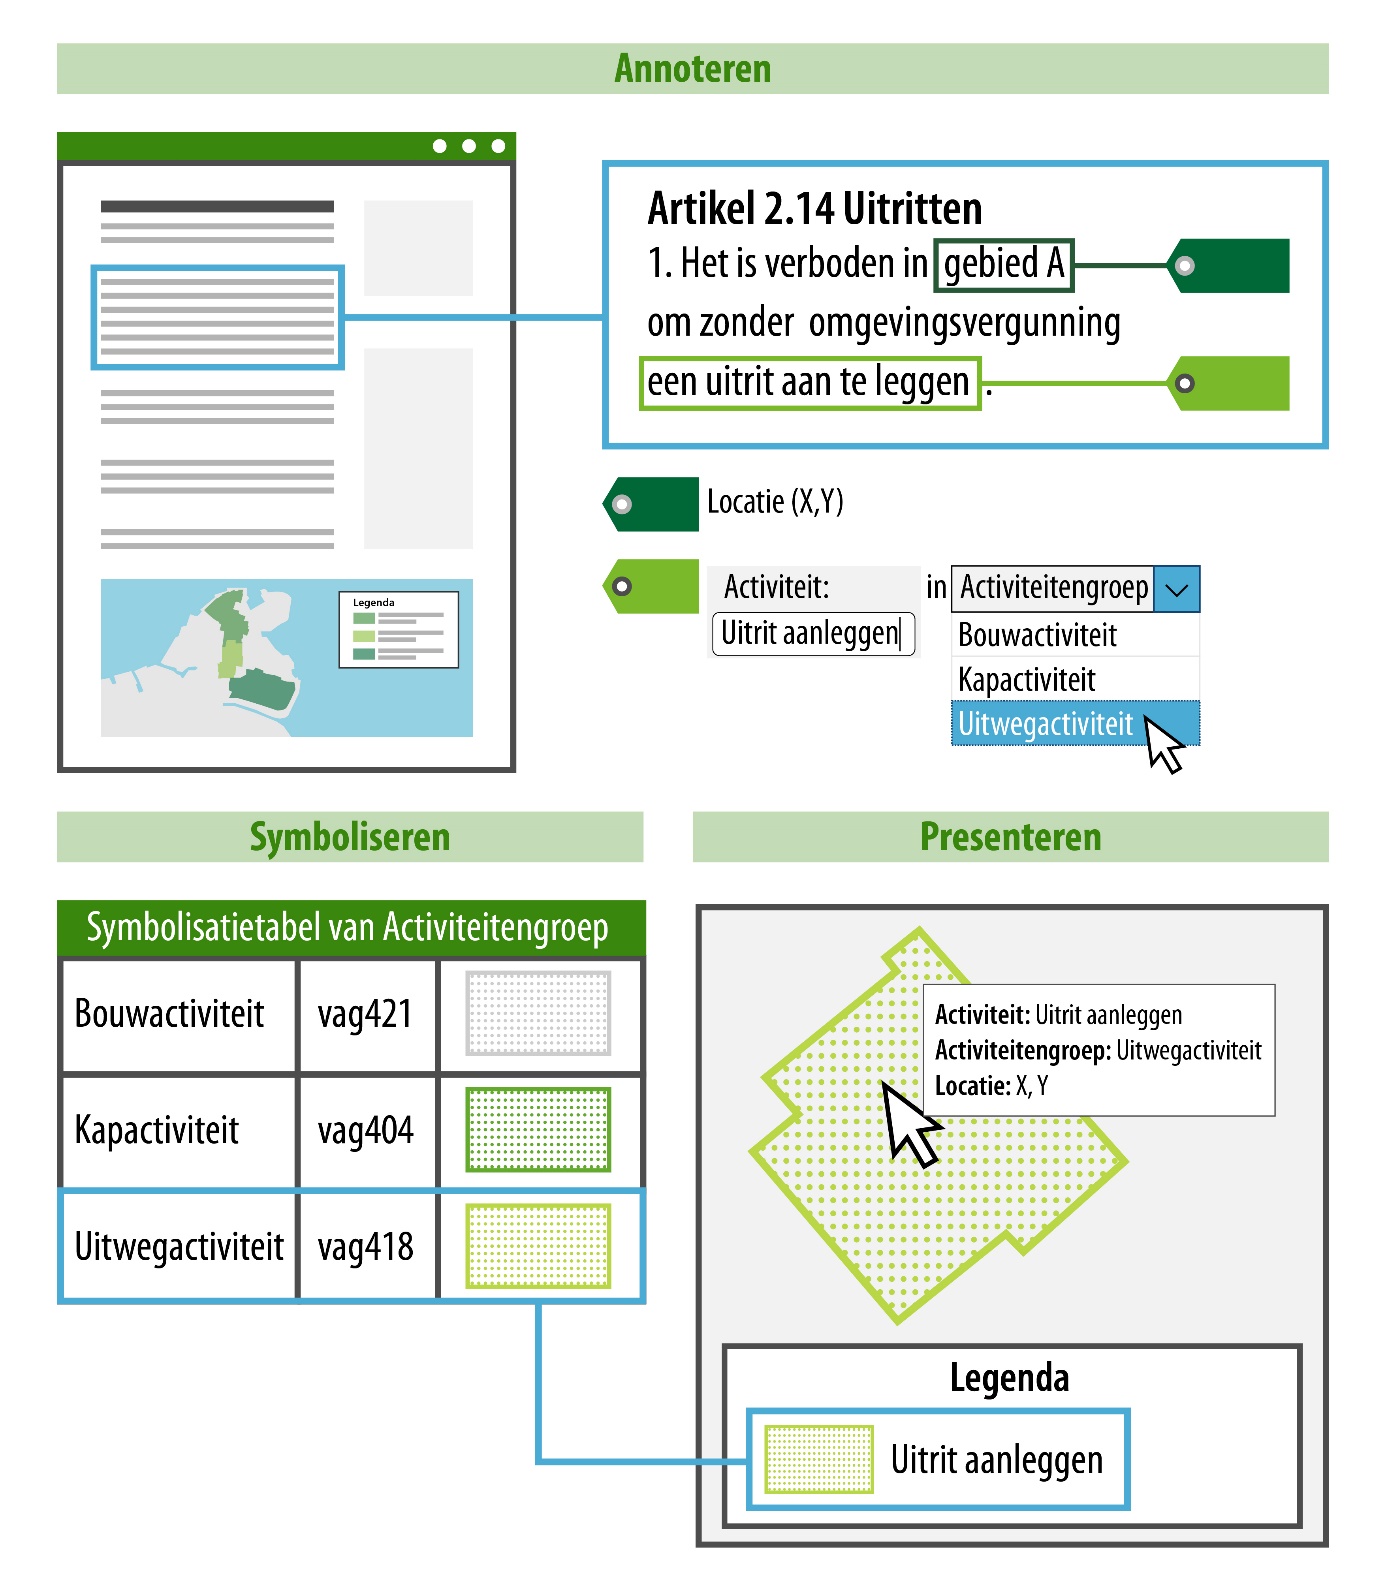 Annoteren
Artikel 2.14 Uitritten
1. Het is verboden in gebied A
om zonder omgevingsvergunning
een uitrit aan te leggen .
Locatie (X,Y)
Activiteit:
Uitrit aanleggen
in
Activiteitengroep
Bouwactiviteit
Kapactiviteit
Uitwegactiviteit
Legenda
Symboliseren
Symbolisatietabel van Activiteitengroep
Bouwactiviteit vag421
Kapactiviteit vag404
Uitwegactiviteit vag418
Presenteren
Activiteit: Uitrit aanleggen
Activiteitengroep: Uitwegactiviteit
Locatie: X, Y
Legenda
Uitrit aanleggen